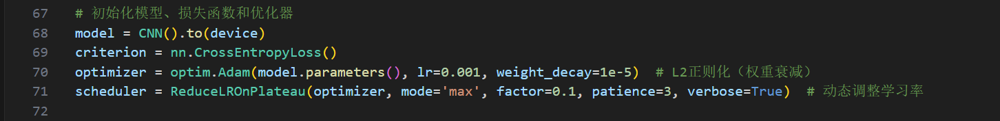 67 # 初始化模型、损失函数和优化器
68 model = CNN().to(device)
69 criterion = nn.CrossEntropyLoss()
70 optimizer = optim.Adam(model.parameters(), lr=0.001, weight_decay=1e-5)  # L2正则化（权重衰减）
71 scheduler = ReduceLROnPlateau(optimizer, mode='max', factor=0.1, patience=3, verbose=True)  # 动态调整学习率
72